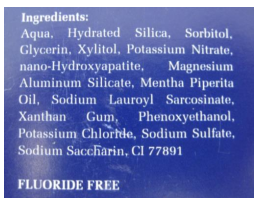 Ingredients:
Aqua, Hydrated Silica, Sorbitol,
Glycerin, Xylitol, Potassium Nitrate,
nano-Hydroxyapatite, Magnesium
Aluminum Silicate, Mentha Piperita
Oil, Sodium Lauroyl Sarcosinate,
Xanthan Gum, Phenoxyethanol,
Potassium Chloride, Sodium Sulfate,
Sodium Saccharin, CI 77891
FLUORIDE FREE